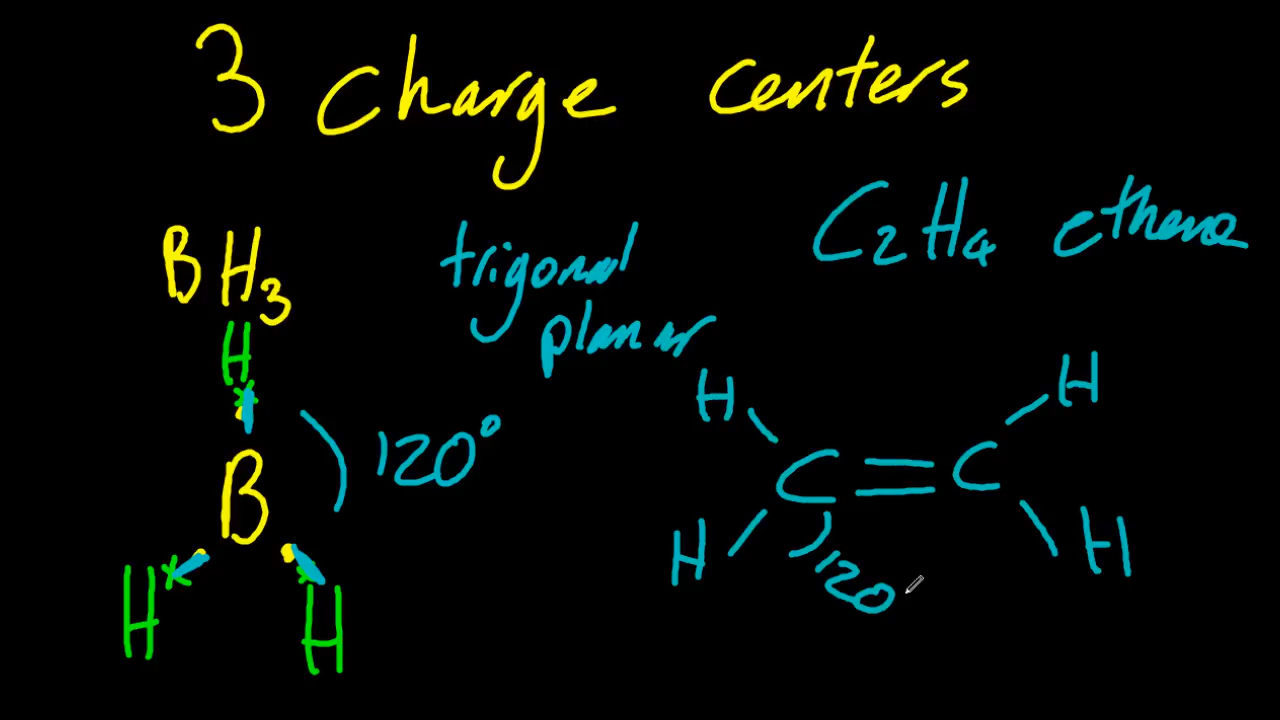 3 charge centers
BH3
trigonal
planar
C2H4 ethene
H
B
H H
120°
H H
C = C
H H
120